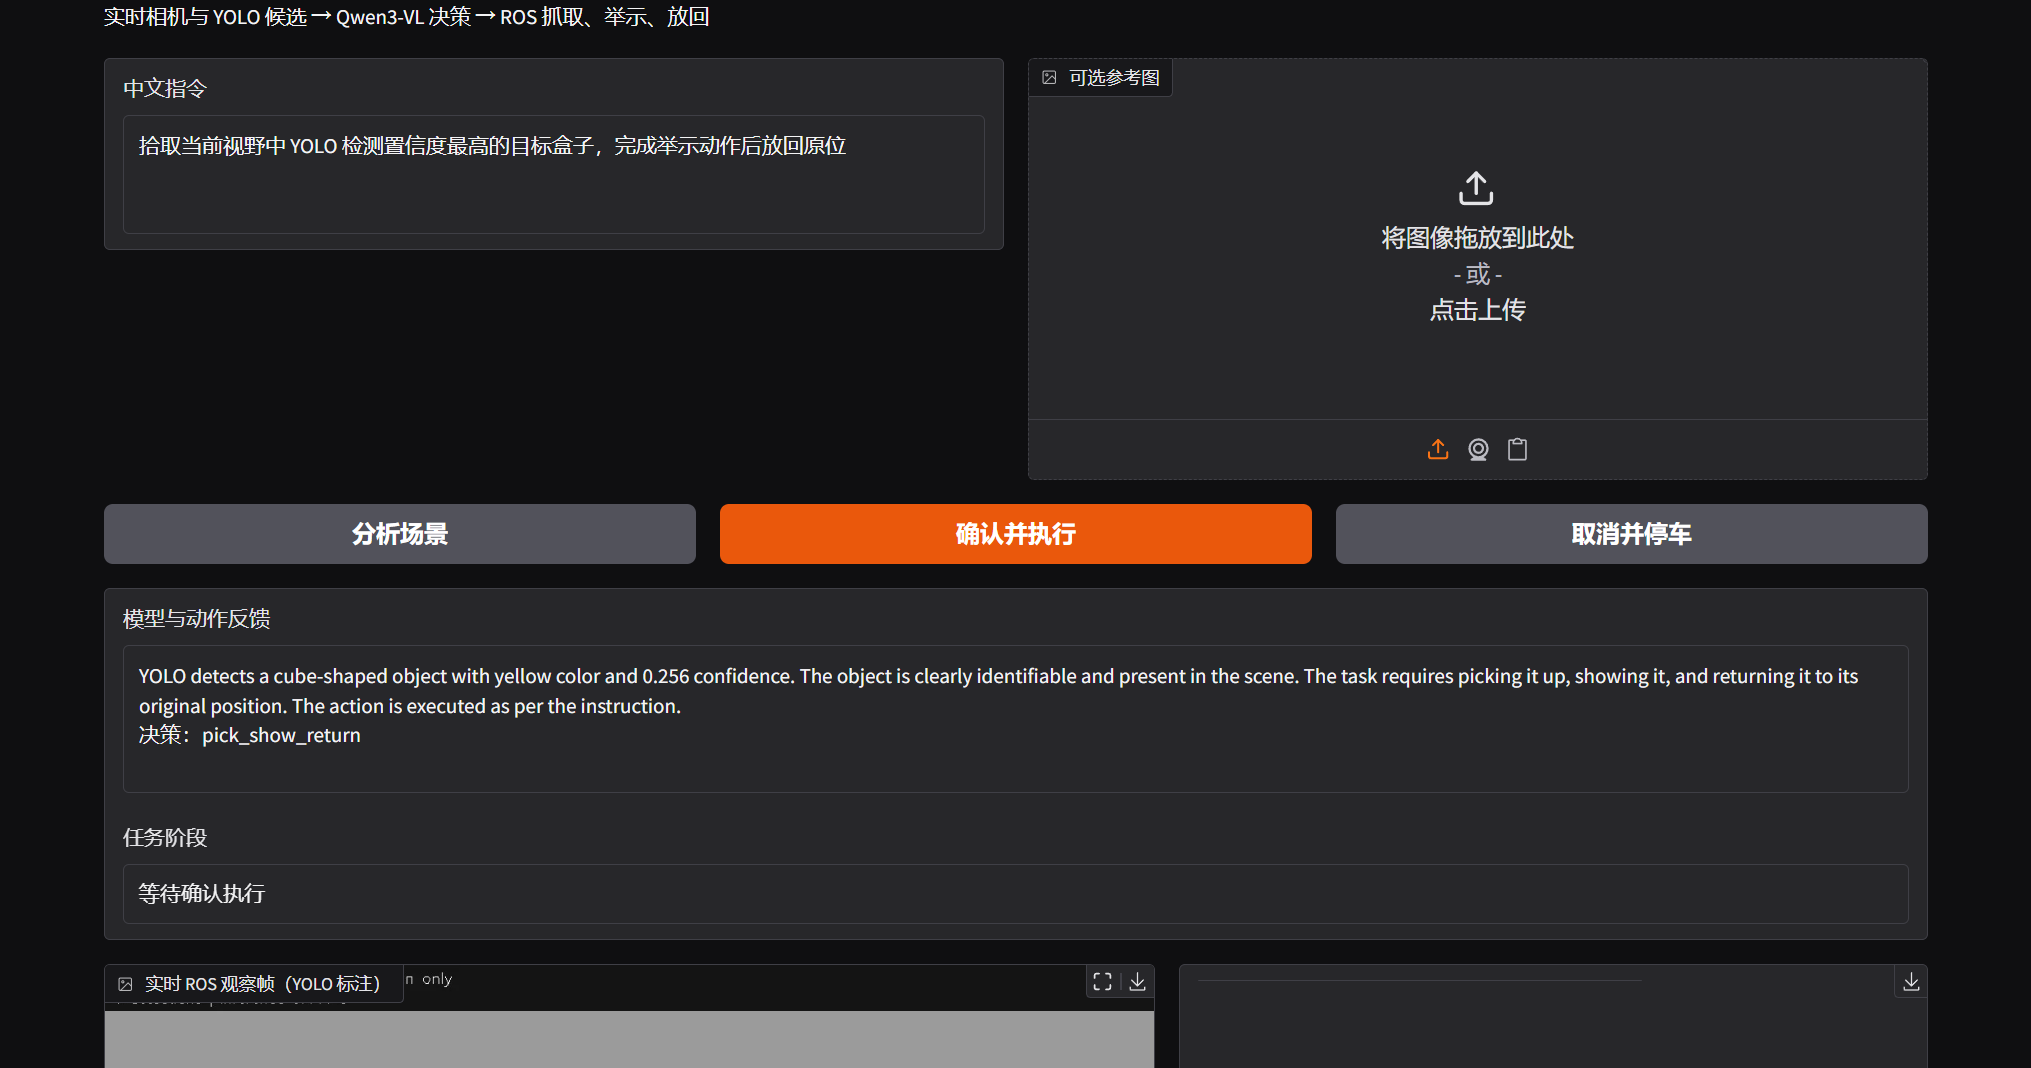 实时相机与 YOLO 候选 → Qwen3-VL 决策 → ROS 抓取、举示、放回
中文指令
拾取当前视野中 YOLO 检测置信度最高的目标盒子，完成举示动作后放回原位
可选参考图
将图像拖放到此处
- 或 -
点击上传
分析场景
确认并执行
取消并停车
模型与动作反馈
YOLO detects a cube-shaped object with yellow color and 0.256 confidence. The object is clearly identifiable and present in the scene. The task requires picking it up, showing it, and returning it to its
original position. The action is executed as per the instruction.
决策：pick_show_return
任务阶段
等待确认执行
实时 ROS 观察帧（YOLO 标注）
only